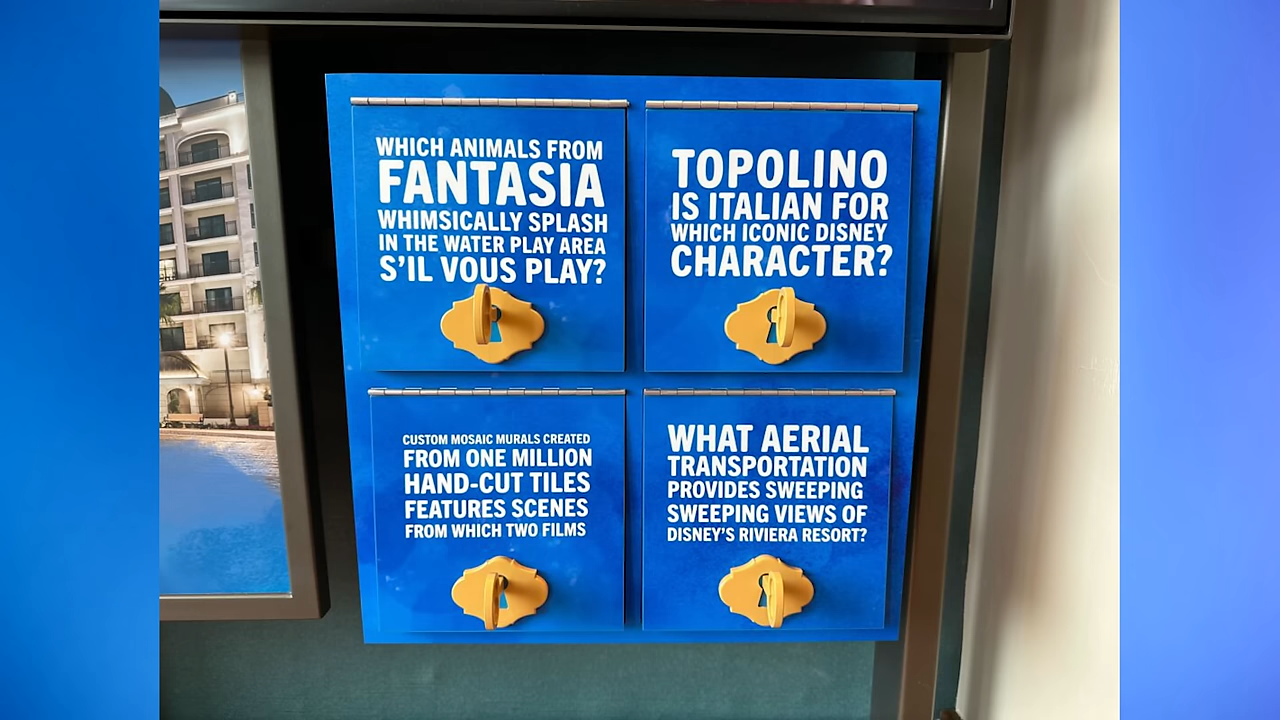 WHICH ANIMALS FROM
FANTASIA
WHIMSICALLY SPLASH
IN THE WATER PLAY AREA
S'IL VOUS PLAY?
TOPOLINO
IS ITALIAN FOR
WHICH ICONIC DISNEY
CHARACTER?
CUSTOM MOSAIC MURALS CREATED
FROM ONE MILLION
HAND-CUT TILES
FEATURES SCENES
FROM WHICH TWO FILMS
WHAT AERIAL
TRANSPORTATION
PROVIDES SWEEPING
SWEEPING VIEWS OF
DISNEY'S RIVIERA RESORT?